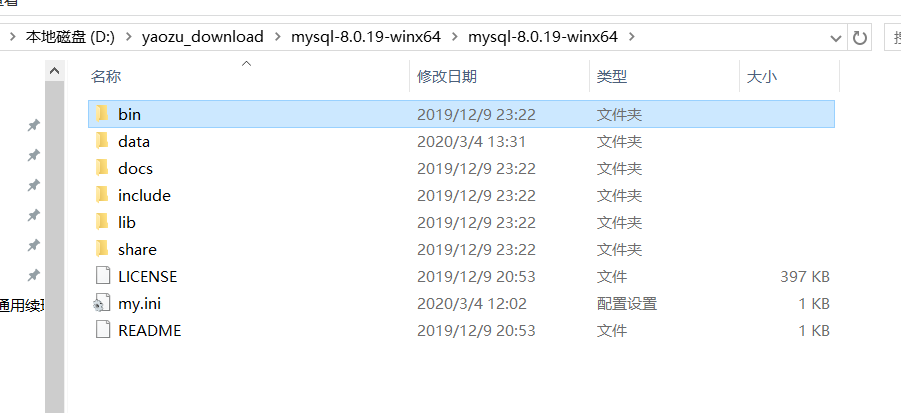 本地磁盘 (D:) yaozu_download mysql-8.0.19-winx64 mysql-8.0.19-winx64
名称 修改日期 类型 大小
bin 2019/12/9 23:22 文件夹
data 2020/3/4 13:31 文件夹
docs 2019/12/9 23:22 文件夹
include 2019/12/9 23:22 文件夹
lib 2019/12/9 23:22 文件夹
share 2019/12/9 23:22 文件夹
LICENSE 2019/12/9 20:53 文件 397 KB
通用续 my.ini 2020/3/4 12:02 配置设置 1 KB
README 2019/12/9 20:53 文件 1 KB